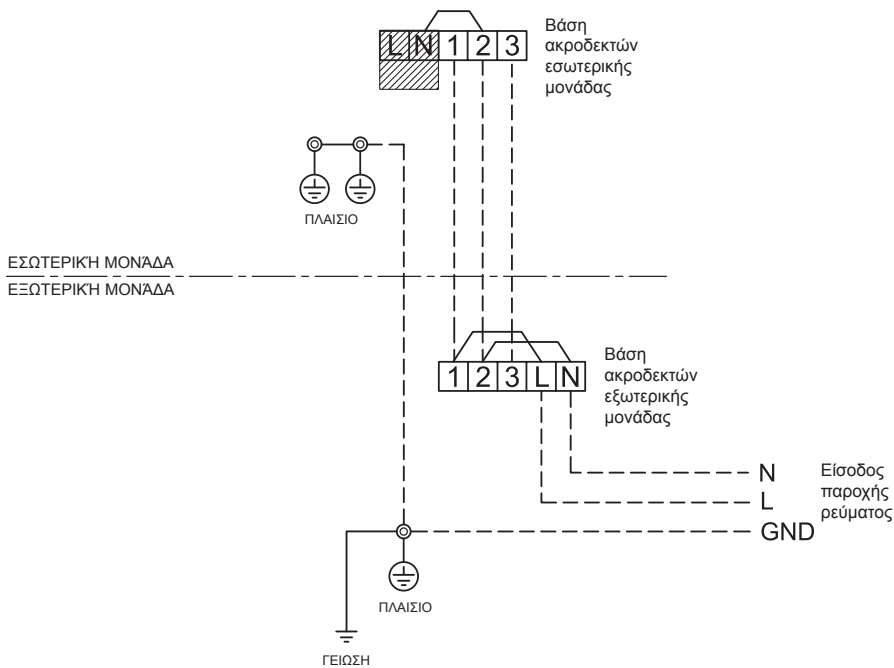 L N 1 2 3
Βάση
ακροδεκτών
εσωτερικής
μονάδας
ΠΛΑΙΣΙΟ
ΕΣΩΤΕΡΙΚΉ ΜΟΝΆΔΑ
ΕΞΩΤΕΡΙΚΉ ΜΟΝΆΔΑ
1 2 3 L N
Βάση
ακροδεκτών
εξωτερικής
μονάδας
N
L
GND
Είσοδος
παροχής
ρεύματος
ΠΛΑΙΣΙΟ
ΓΕΙΩΣΗ